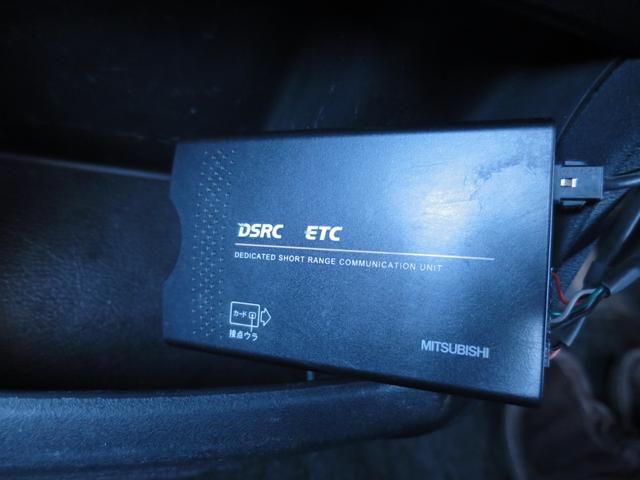 DSRC ETC
DEDICATED SHORT RANGE COMMUNICATION UNIT
カード
接点ウラ
MITSUBISHI